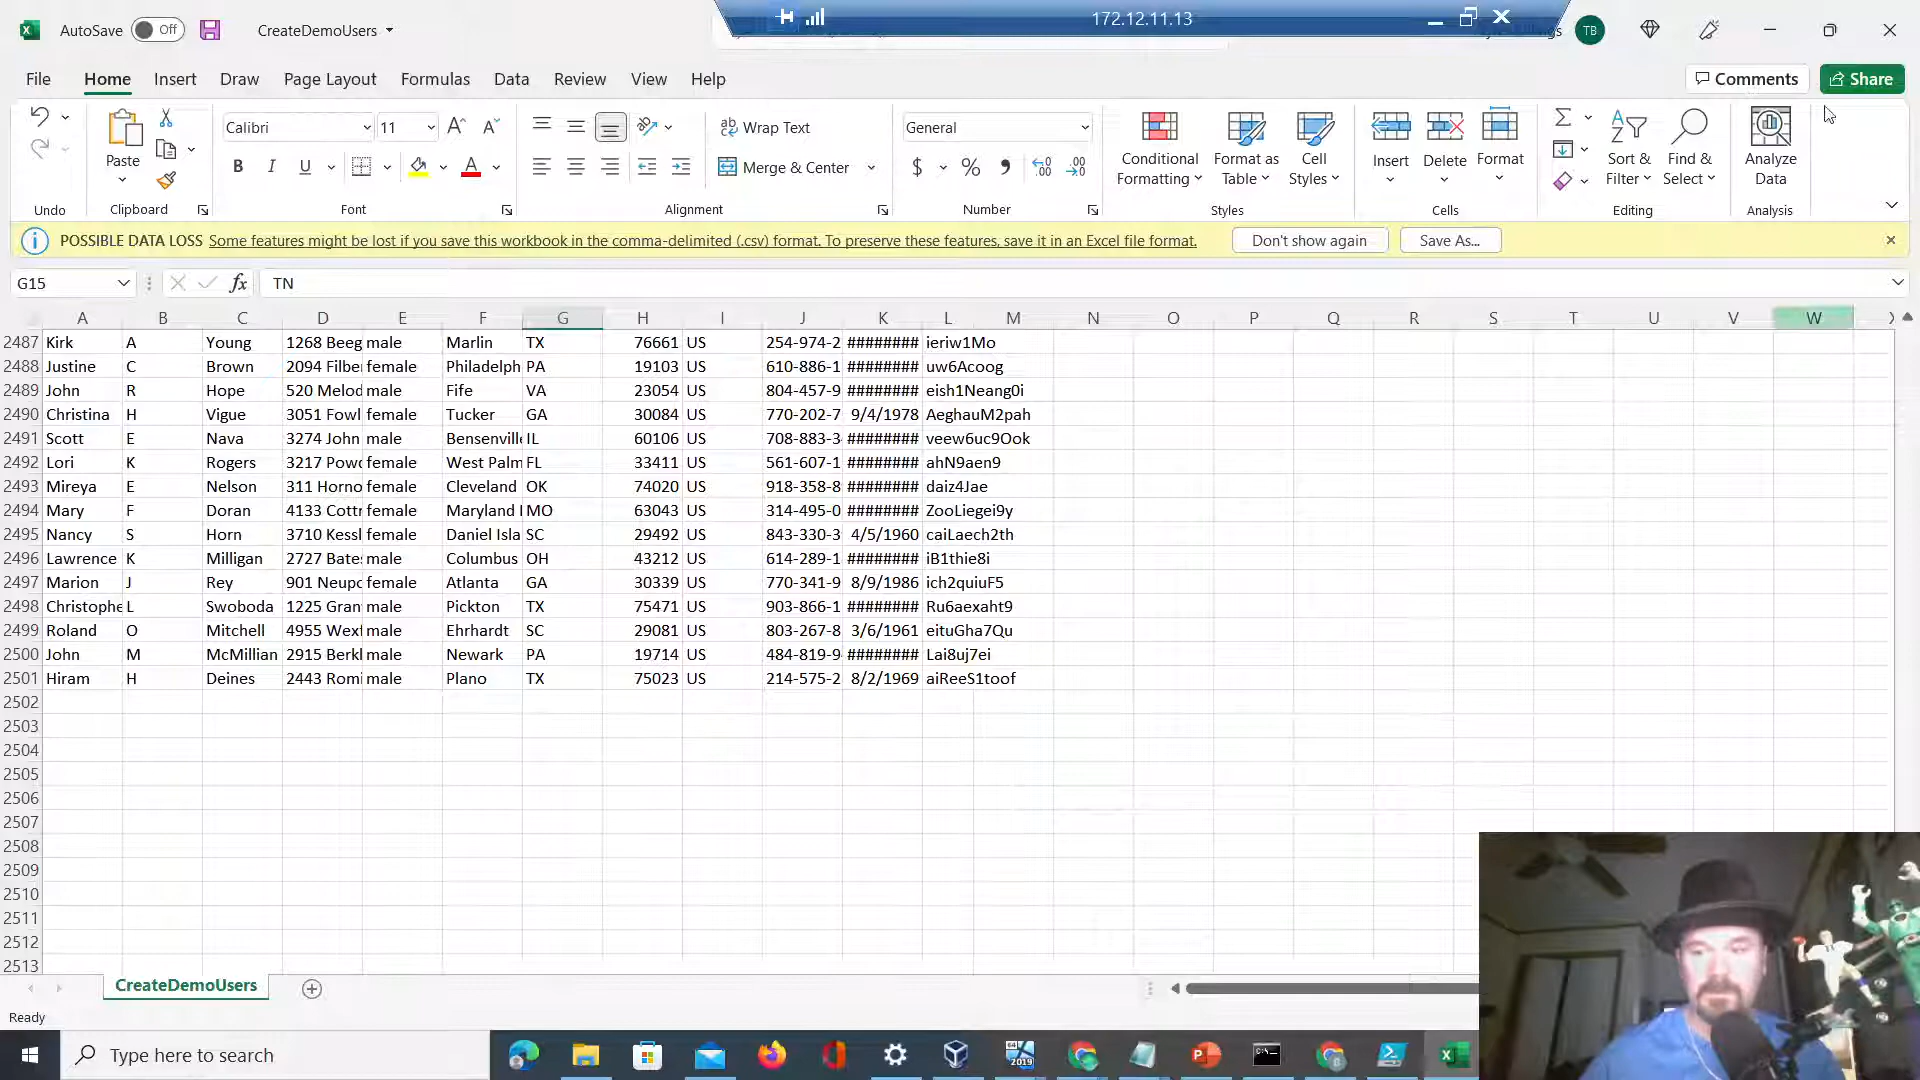 172.12.11.13
AutoSave Off CreateDemoUsers TB
File Home Insert Draw Page Layout Formulas Data Review View Help Comments Share
Calibri 11 Wrap Text General
Paste B I U Merge & Center $ % Conditional Formatting Format as Table Cell Styles Insert Delete Format Sort & Filter Find & Select Analyze Data
Undo Clipboard Font Alignment Number Styles Cells Editing Analysis
POSSIBLE DATA LOSS Some features might be lost if you save this workbook in the comma-delimited (.csv) format. To preserve these features, save it in an Excel file format. Don't show again Save As...
G15 fx TN
A B C D E F G H I J K L M N O P Q R S T U V W
2487 Kirk A Young 1268 Beeg male Marlin TX 76661 US 254-974-2 ######## ieriw1Mo
2488 Justine C Brown 2094 Filbe female Philadelph PA 19103 US 610-886-1 ######## uw6Acoog
2489 John R Hope 520 Melod male Fife VA 23054 US 804-457-9 ######## eish1Neang0i
2490 Christina H Vigue 3051 Fowl female Tucker GA 30084 US 770-202-7 9/4/1978 AeghauM2pah
2491 Scott E Nava 3274 John male Bensenville IL 60106 US 708-883-3 ######## veew6uc9Ook
2492 Lori K Rogers 3217 Powd female West Palm FL 33411 US 561-607-1 ######## ahN9aen9
2493 Mireya E Nelson 311 Horno female Cleveland OK 74020 US 918-358-8 ######## daiz4Jae
2494 Mary F Doran 4133 Cottr female Maryland MO 63043 US 314-495-0 ######## ZooLiegei9y
2495 Nancy S Horn 3710 Kessl female Daniel Isla SC 29492 US 843-330-3 4/5/1960 caiLaech2th
2496 Lawrence K Milligan 2727 Bate male Columbus OH 43212 US 614-289-1 ######## iB1thie8i
2497 Marion J Rey 901 Neupo female Atlanta GA 30339 US 770-341-9 8/9/1986 ich2quiuF5
2498 Christophe L Swoboda 1225 Gran male Pickton TX 75471 US 903-866-1 ######## Ru6aexaht9
2499 Roland O Mitchell 4955 Wexf male Ehrhardt SC 29081 US 803-267-8 3/6/1961 eituGha7Qu
2500 John M McMillian 2915 Berkl male Newark PA 19714 US 484-819-9 ######## Lai8uj7ei
2501 Hiram H Deines 2443 Romi male Plano TX 75023 US 214-575-2 8/2/1969 aiReeS1toof
2502
2503
2504
2505
2506
2507
2508
2509
2510
2511
2512
2513
CreateDemoUsers
Ready
Type here to search